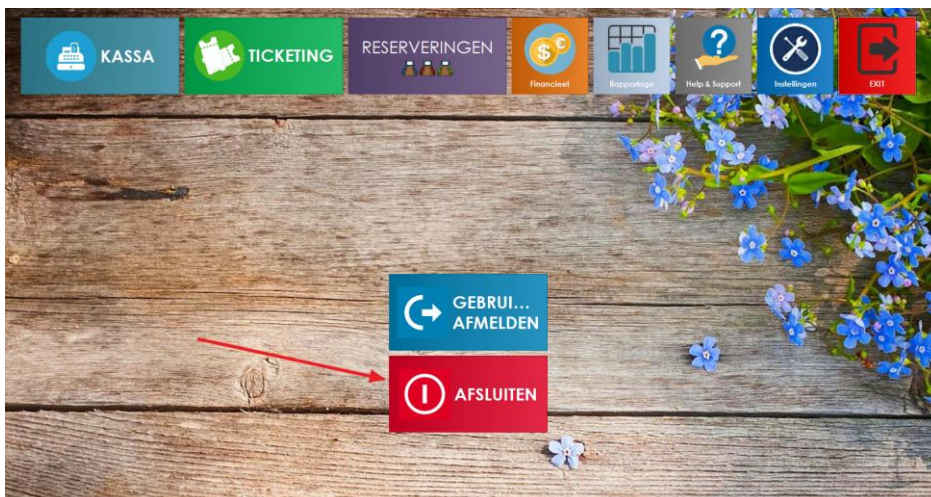 KASSA
TICKETING
RESERVERINGEN
Financieel
Rapportage
Help & Support
Instellingen
EXIT
GEBRUI...
AFMELDEN
AFSLUITEN